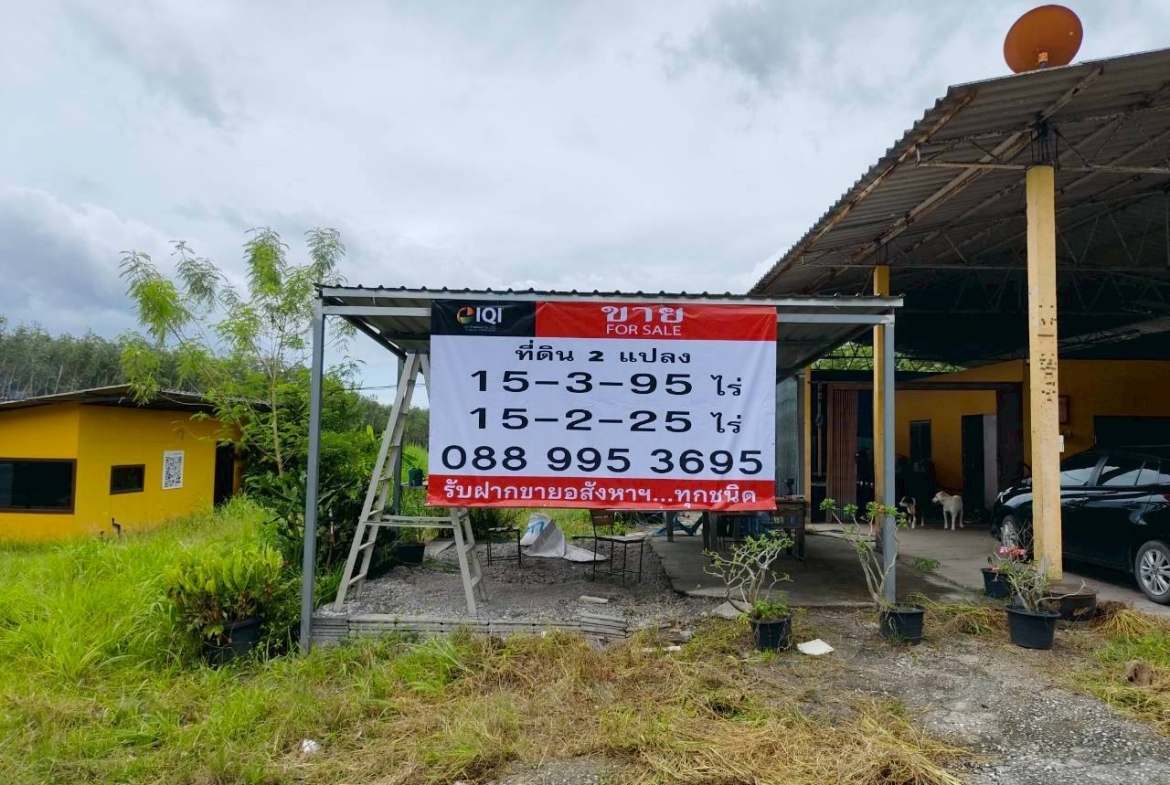 IQI
ขาย
FOR SALE
ที่ดิน 2 แปลง
15-3-95 ไร่
15-2-25 ไร่
088 995 3695
รับฝากขายอสังหาฯ...ทุกชนิด